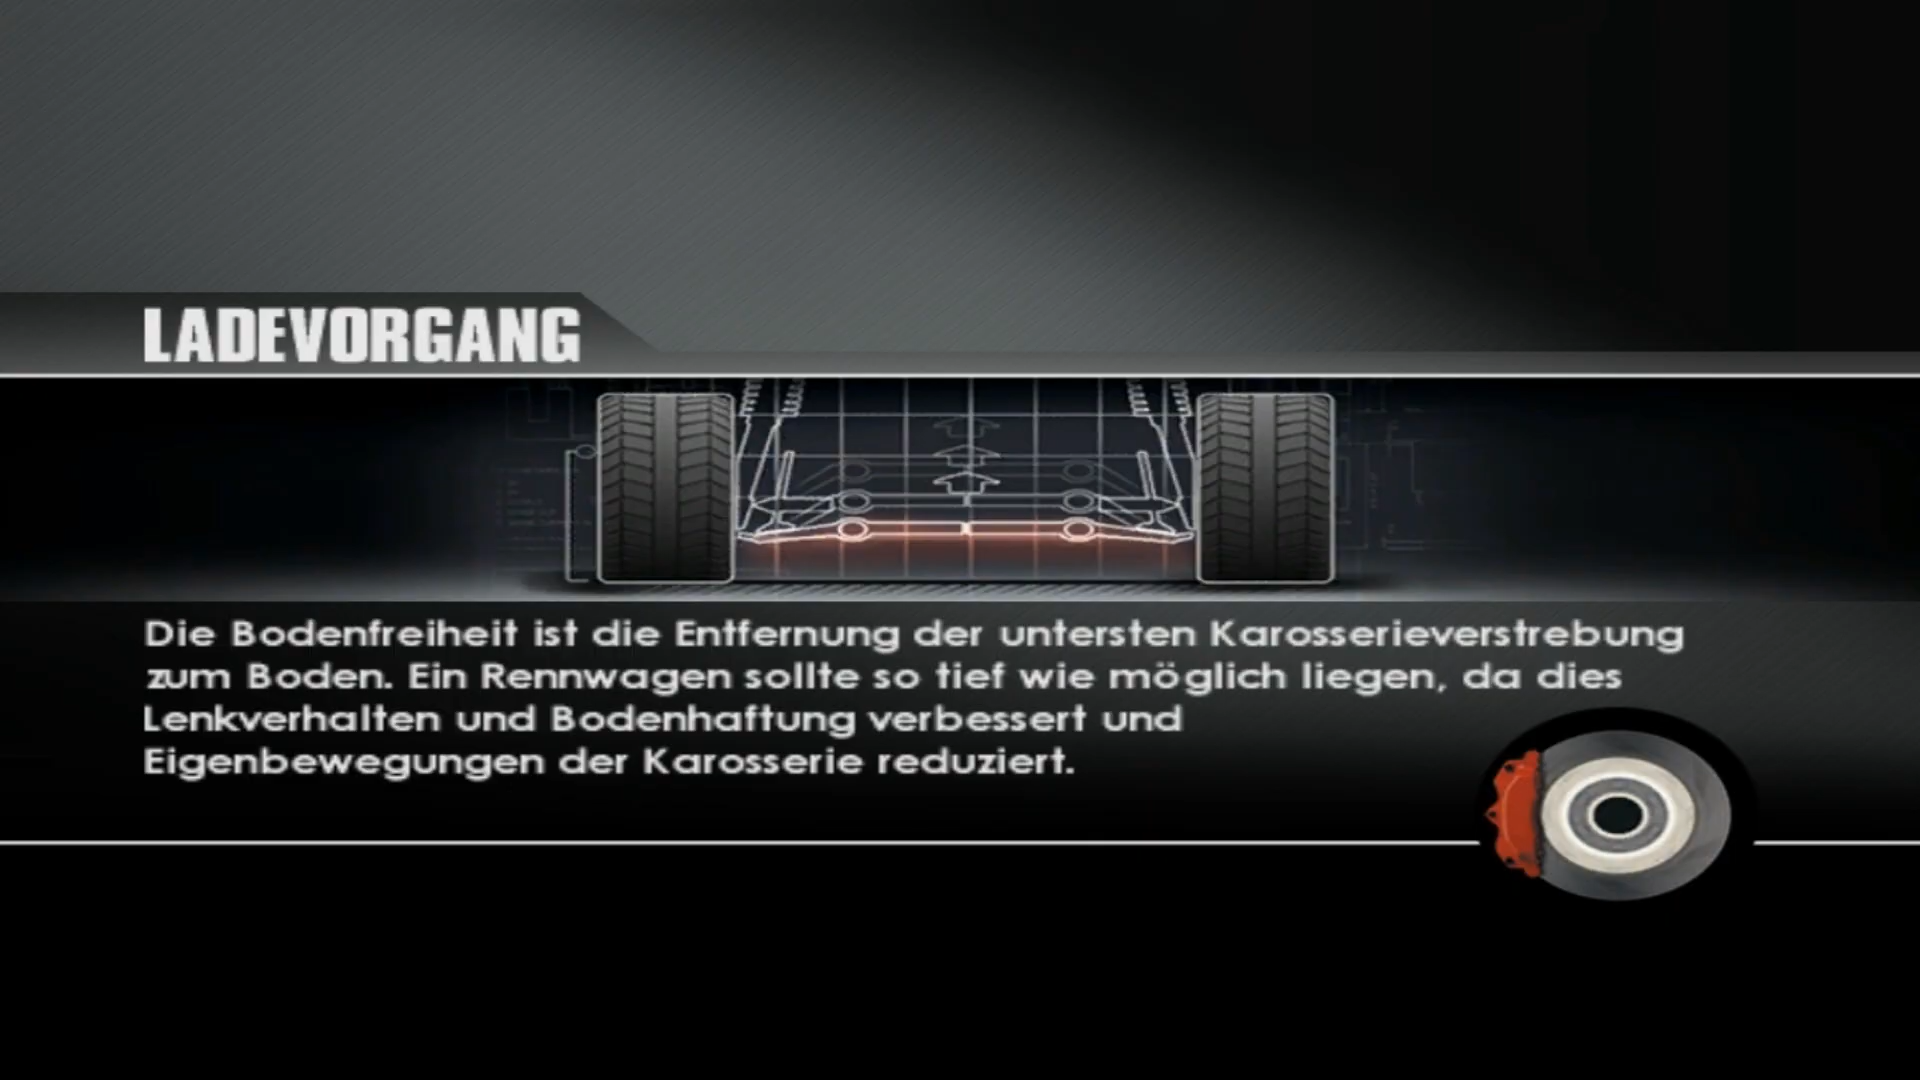 LADEVORGANG
Die Bodenfreiheit ist die Entfernung der untersten Karosserieverstrebung
zum Boden. Ein Rennwagen sollte so tief wie möglich liegen, da dies
Lenkverhalten und Bodenhaftung verbessert und
Eigenbewegungen der Karosserie reduziert.